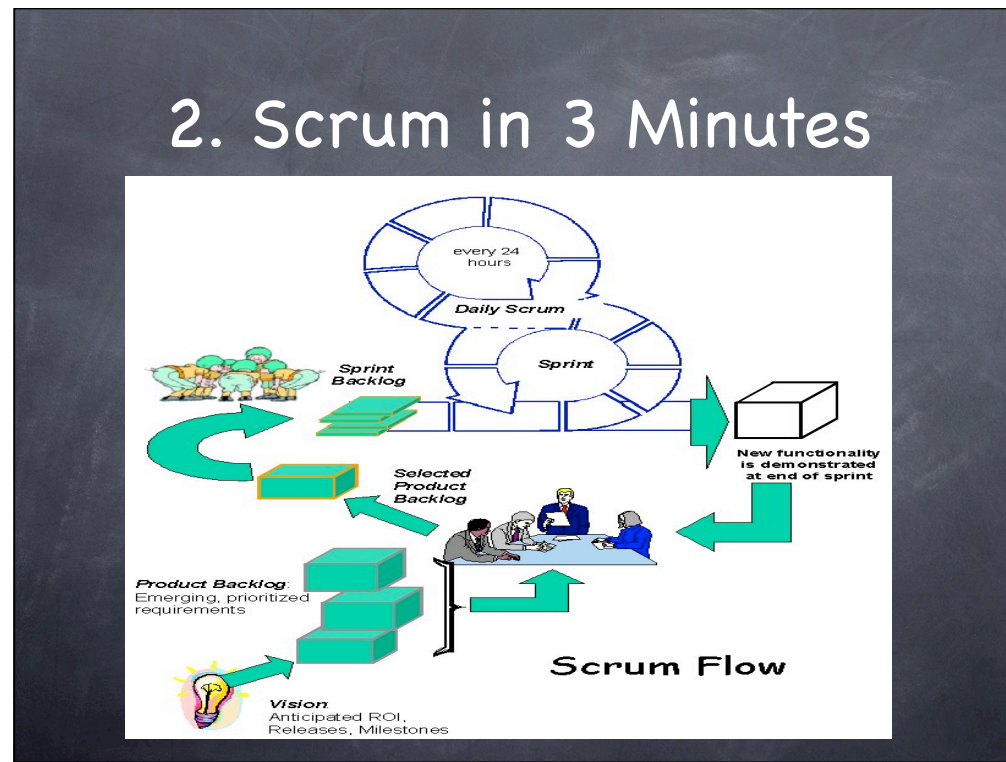 2. Scrum in 3 Minutes
every 24
hours
Daily Scrum
Sprint
Sprint
Backlog
New functionality
is demonstrated
at end of sprint
Selected
Product
Backlog
Product Backlog:
Emerging, prioritized
requirements
Scrum Flow
Vision:
Anticipated ROI,
Releases, Milestones